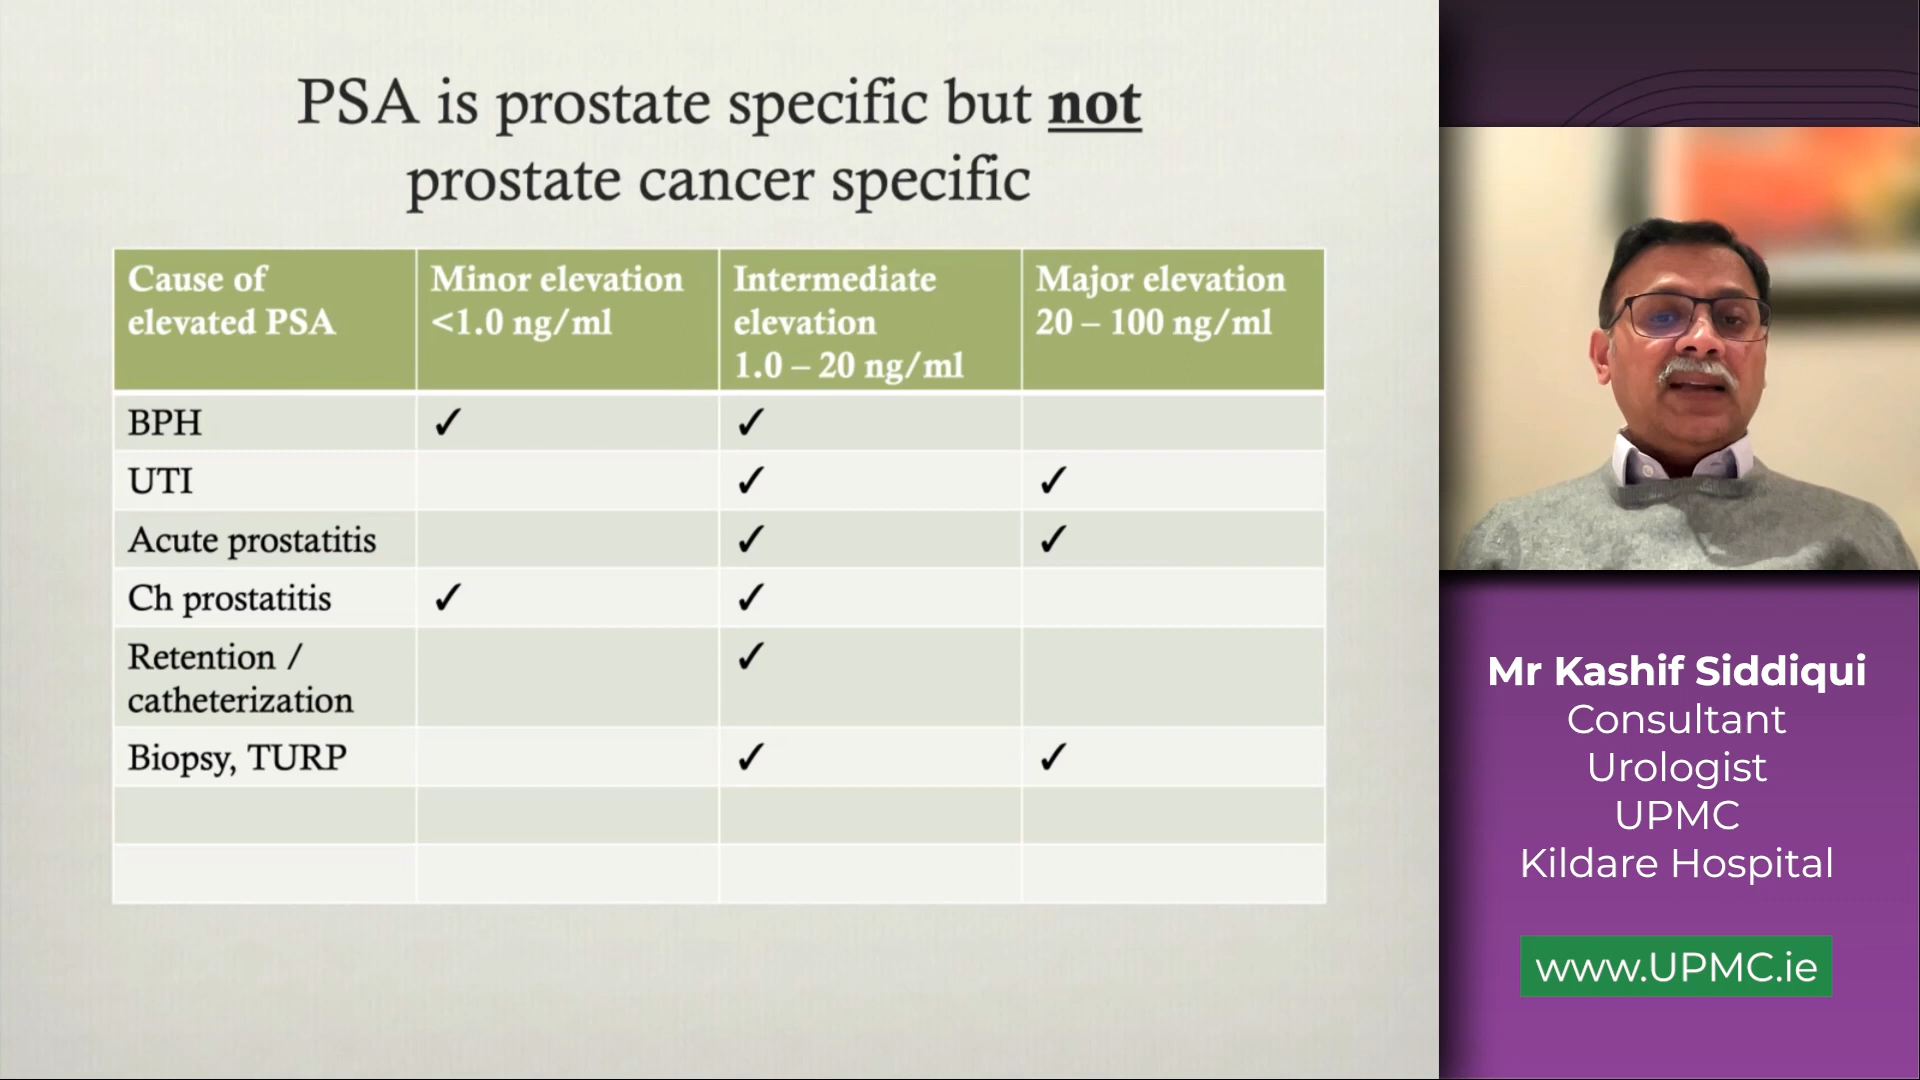 PSA is prostate specific but not
prostate cancer specific
Cause of
elevated PSA
Minor elevation
<1.0 ng/ml
Intermediate
elevation
1.0 – 20 ng/ml
Major elevation
20 – 100 ng/ml
BPH ✓ ✓
UTI ✓ ✓
Acute prostatitis ✓ ✓
Ch prostatitis ✓ ✓
Retention /
catheterization ✓
Biopsy, TURP ✓ ✓
Mr Kashif Siddiqui
Consultant
Urologist
UPMC
Kildare Hospital
www.UPMC.ie